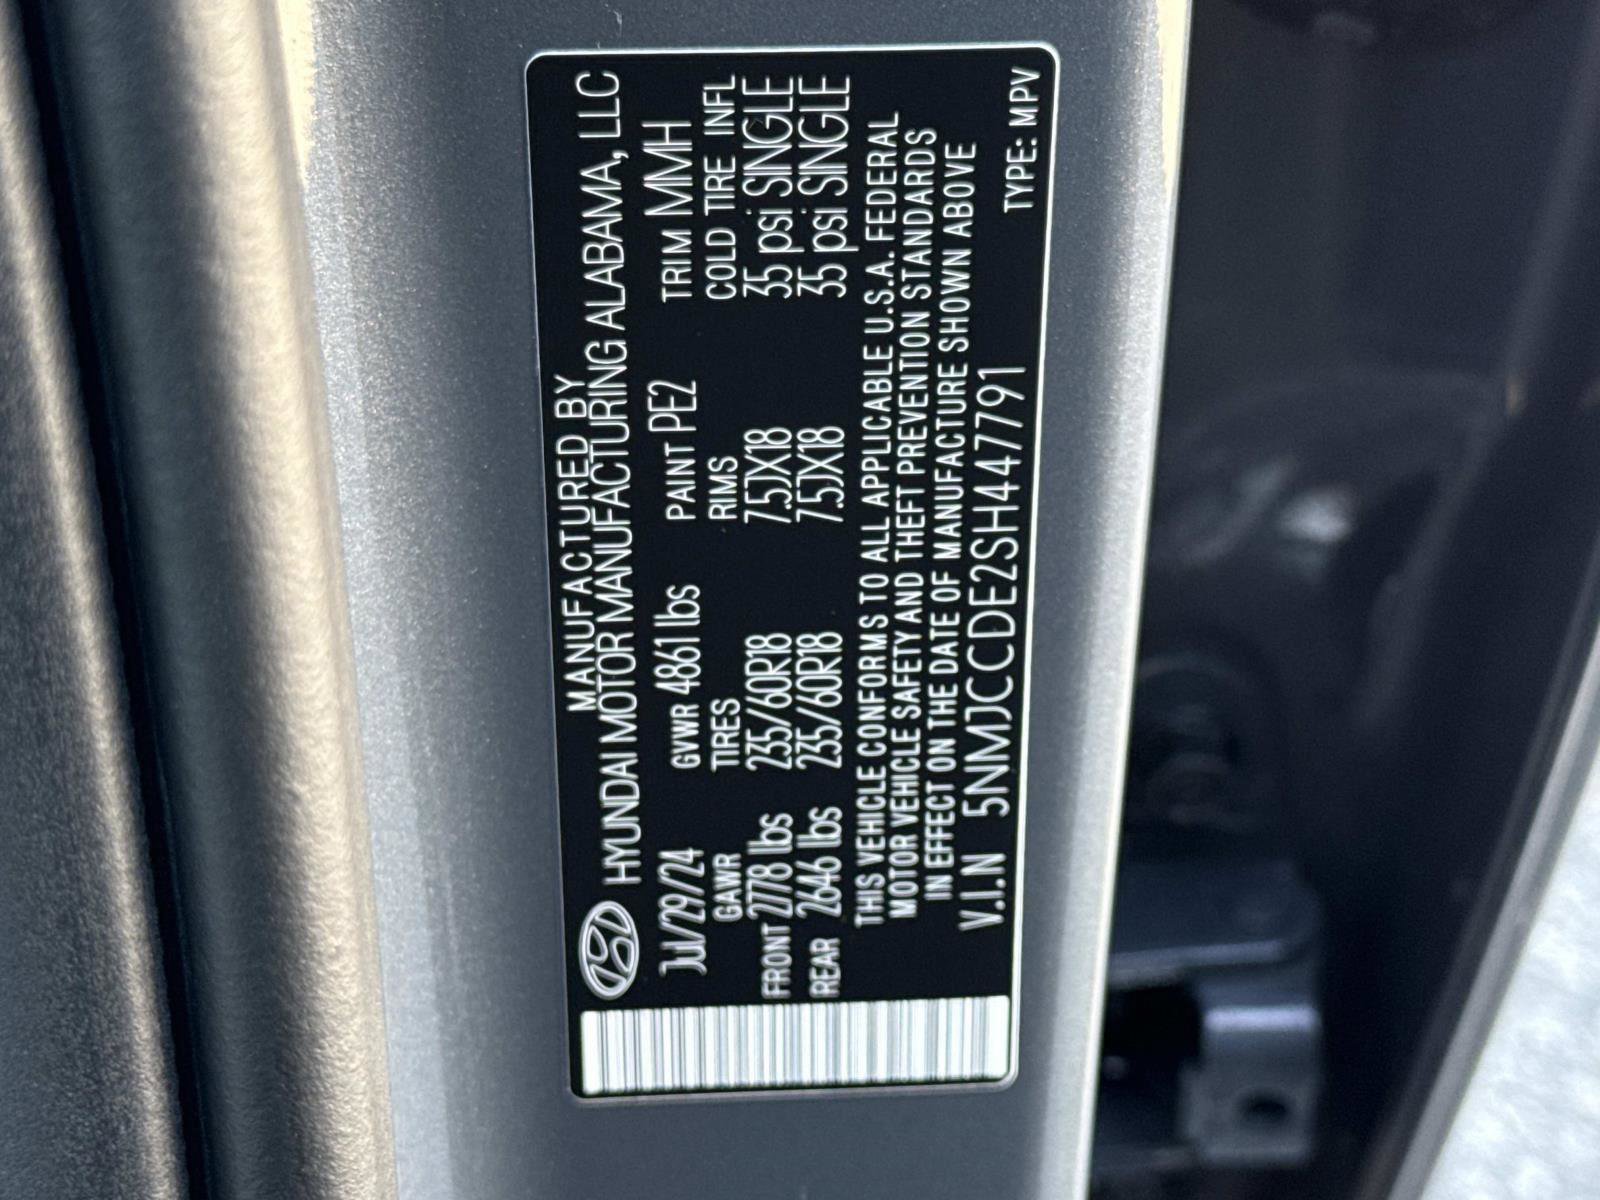 MANUFACTURED BY
HYUNDAI MOTOR MANUFACTURING ALABAMA, LLC
Jul/29/24 GVWR 4861 lbs PAINT PE2 TRIM MMH
GAWR TIRES RIMS COLD TIRE INFL
FRONT 2778 lbs 235/60R18 7.5JX18 35 psi SINGLE
REAR 2646 lbs 235/60R18 7.5JX18 35 psi SINGLE
THIS VEHICLE CONFORMS TO ALL APPLICABLE U.S.A. FEDERAL
MOTOR VEHICLE SAFETY AND THEFT PREVENTION STANDARDS
IN EFFECT ON THE DATE OF MANUFACTURE SHOWN ABOVE
V.I.N 5NMJCCDE2SH447791 TYPE: MPV